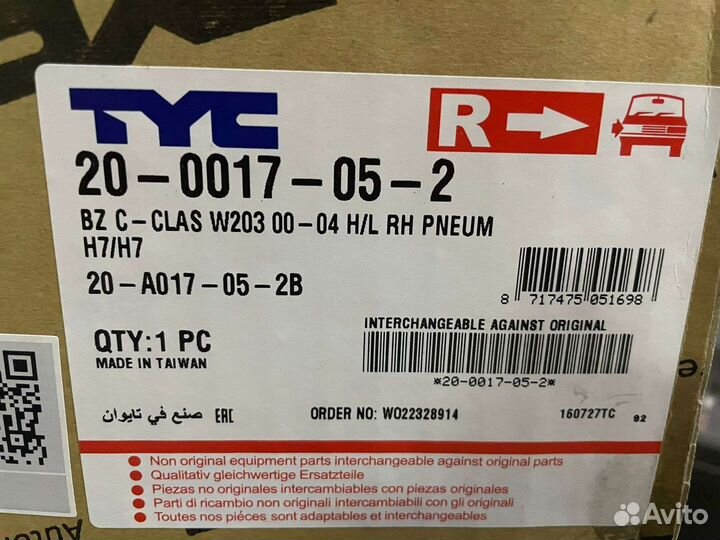 TYC
R
20-0017-05-2
BZ C-CLAS W203 00-04 H/L RH PNEUM
H7/H7
20-A017-05-2B
8 717475 051698
QTY:1 PC
MADE IN TAIWAN
INTERCHANGEABLE AGAINST ORIGINAL
*20-0017-05-2*
صنع في تايوان
EAC
ORDER NO: W022328914
160727TC
92
Non original equipment parts interchangeable against original parts
Qualitativ gleichwertige Ersatzteile
Piezas no originales intercambiables con piezas originales
Parti di ricambio non originali intercambiabili con gli originali
Toutes nos piéces sont adaptables et interchangeables
Avito